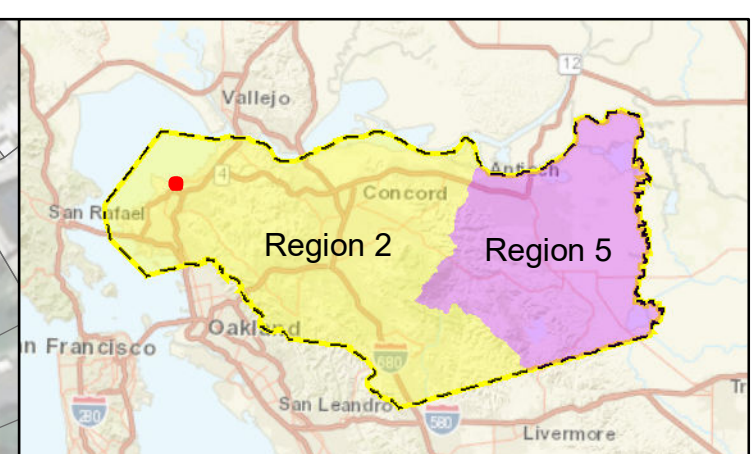 12
Vallejo
Antioch
4
Concord
San Rafael
Region 2
Region 5
Oakland
n Francisco
680
San Leandro
280
580
Tr
Livermore